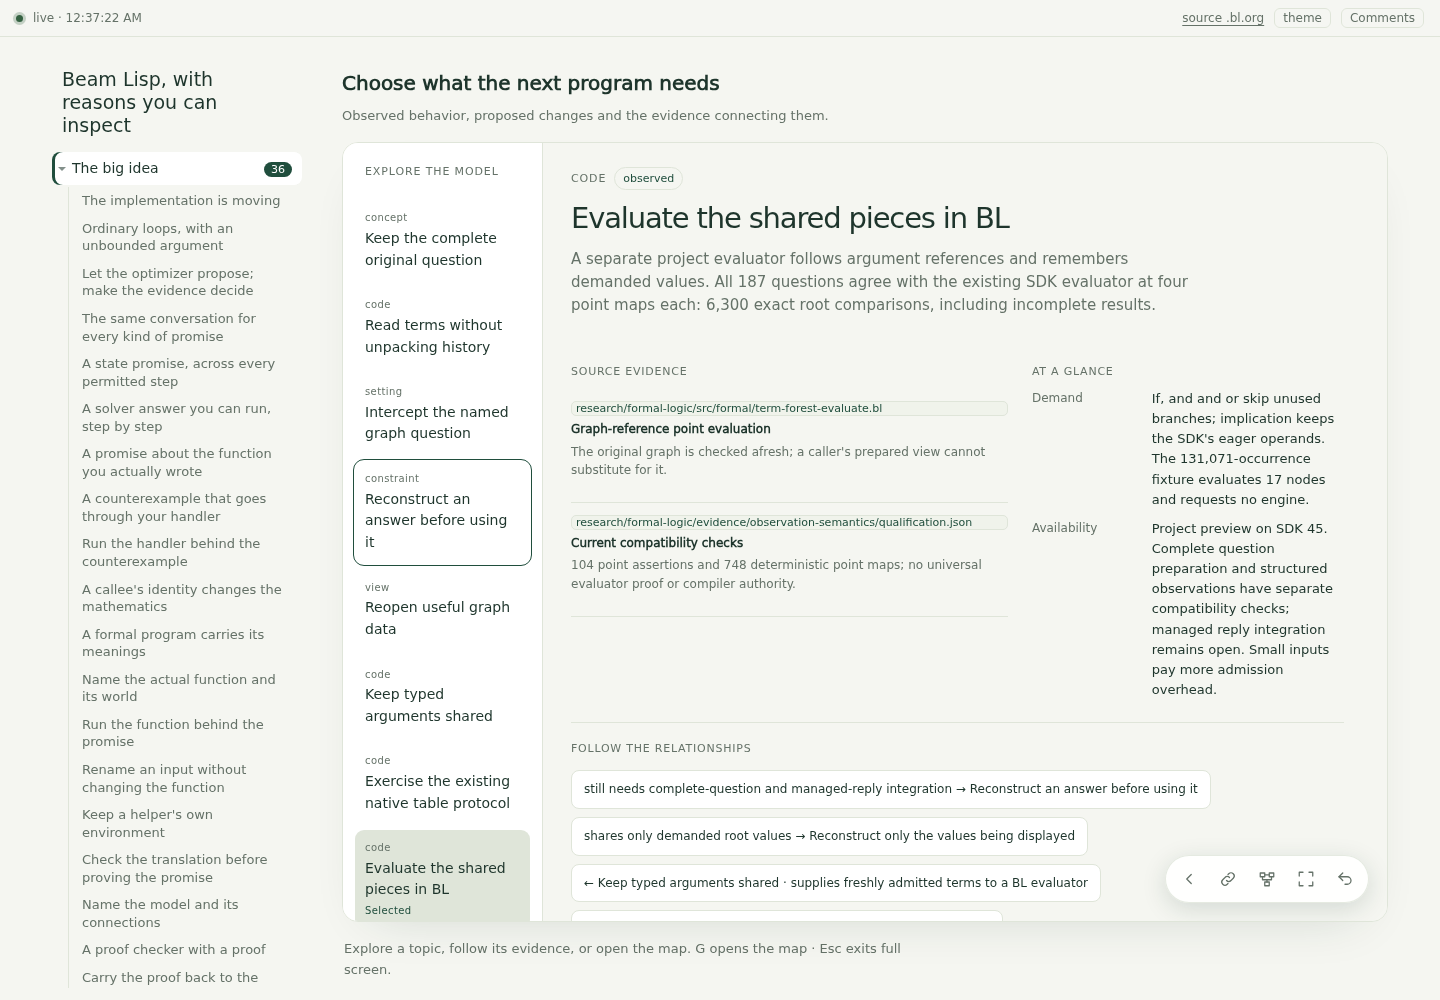 live · 12:37:22 AM
source .bl.org
theme
Comments
Beam Lisp, with
reasons you can
inspect
The big idea
36
The implementation is moving
Ordinary loops, with an
unbounded argument
Let the optimizer propose;
make the evidence decide
The same conversation for
every kind of promise
A state promise, across every
permitted step
A solver answer you can run,
step by step
A promise about the function
you actually wrote
A counterexample that goes
through your handler
Run the handler behind the
counterexample
A callee's identity changes the
mathematics
A formal program carries its
meanings
Name the actual function and
its world
Run the function behind the
promise
Rename an input without
changing the function
Keep a helper's own
environment
Check the translation before
proving the promise
Name the model and its
connections
A proof checker with a proof
Carry the proof back to the
Choose what the next program needs
Observed behavior, proposed changes and the evidence connecting them.
EXPLORE THE MODEL
concept
Keep the complete
original question
code
Read terms without
unpacking history
setting
Intercept the named
graph question
constraint
Reconstruct an
answer before using
it
view
Reopen useful graph
data
code
Keep typed
arguments shared
code
Exercise the existing
native table protocol
code
Evaluate the shared
pieces in BL
Selected
CODE
observed
Evaluate the shared pieces in BL
A separate project evaluator follows argument references and remembers
demanded values. All 187 questions agree with the existing SDK evaluator at four
point maps each: 6,300 exact root comparisons, including incomplete results.
SOURCE EVIDENCE
research/formal-logic/src/formal/term-forest-evaluate.bl
Graph-reference point evaluation
The original graph is checked afresh; a caller's prepared view cannot
substitute for it.
research/formal-logic/evidence/observation-semantics/qualification.json
Current compatibility checks
104 point assertions and 748 deterministic point maps; no universal
evaluator proof or compiler authority.
AT A GLANCE
Demand
If, and and or skip unused
branches; implication keeps
the SDK's eager operands.
The 131,071-occurrence
fixture evaluates 17 nodes
and requests no engine.
Availability
Project preview on SDK 45.
Complete question
preparation and structured
observations have separate
compatibility checks;
managed reply integration
remains open. Small inputs
pay more admission
overhead.
FOLLOW THE RELATIONSHIPS
still needs complete-question and managed-reply integration → Reconstruct an answer before using it
shares only demanded root values → Reconstruct only the values being displayed
← Keep typed arguments shared · supplies freshly admitted terms to a BL evaluator
Explore a topic, follow its evidence, or open the map. G opens the map · Esc exits full
screen.